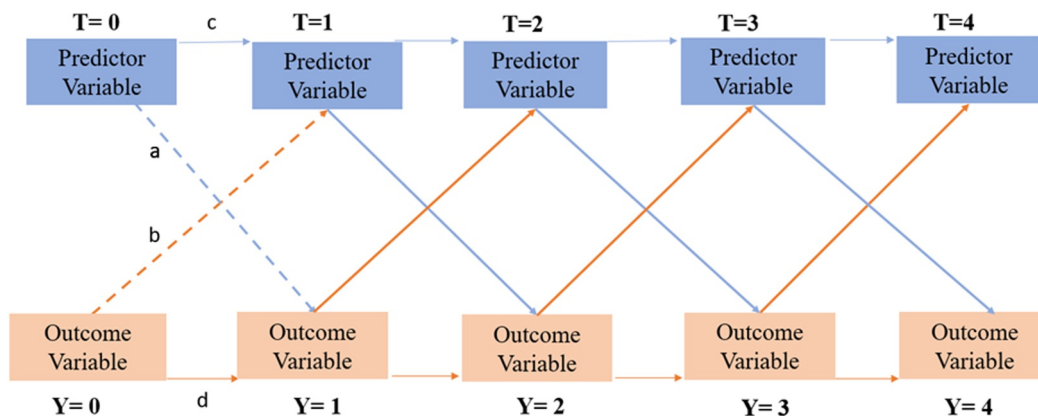 T= 0
c
T=1
T=2
T=3
T=4
Predictor
Variable
Predictor
Variable
Predictor
Variable
Predictor
Variable
Predictor
Variable
a
b
Outcome
Variable
Outcome
Variable
Outcome
Variable
Outcome
Variable
Outcome
Variable
Y= 0
d
Y= 1
Y= 2
Y= 3
Y= 4